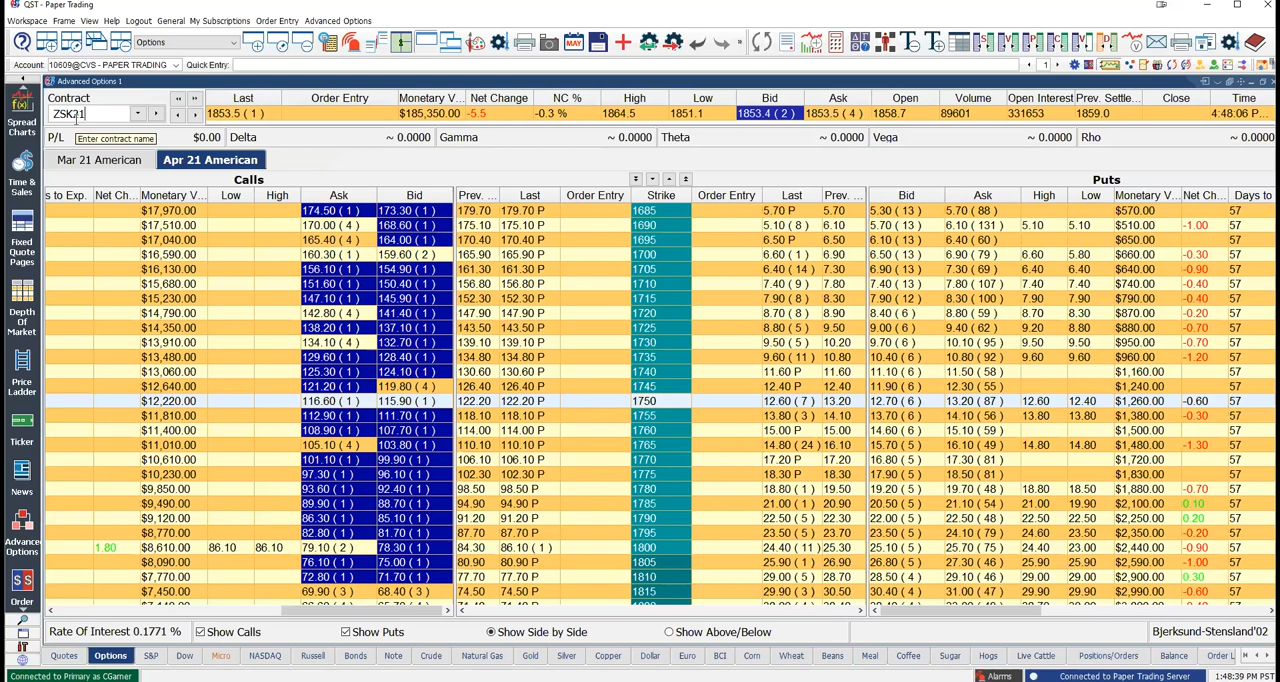 QST - Paper Trading
Workspace Frame View Help Logout General My Subscriptions Order Entry Advanced Options
Options
MAY
Account: 10609@CVS - PAPER TRADING Quick Entry: 1
Advanced Options 1
Contract Last Order Entry Monetary V... Net Change NC % High Low Bid Ask Open Volume Open Interest Prev. Settle... Close Time
ZSK21 1853.5 ( 1 ) $185,350.00 -5.5 -0.3 % 1864.5 1851.1 1853.4 ( 2 ) 1853.5 ( 4 ) 1858.7 89601 331653 1859.0 4:48:06 P...
P/L Enter contract name $0.00 Delta ~ 0.0000 Gamma ~ 0.0000 Theta ~ 0.0000 Vega ~ 0.0000 Rho ~ 0.0000
Mar 21 American Apr 21 American
Calls Puts
s to Exp. Net Ch... Monetary V... Low High Ask Bid Prev. ... Last Order Entry Strike Order Entry Last Prev. ... Bid Ask High Low Monetary V... Net Ch... Days to
$17,970.00 174.50 ( 1 ) 173.30 ( 1 ) 179.70 179.70 P 1685 5.70 P 5.70 5.30 ( 13 ) 5.70 ( 88 ) $570.00 57
$17,510.00 170.00 ( 4 ) 168.60 ( 1 ) 175.10 175.10 P 1690 5.10 ( 8 ) 6.10 5.70 ( 13 ) 6.10 ( 131 ) 5.10 5.10 $510.00 -1.00 57
$17,040.00 165.40 ( 4 ) 164.00 ( 1 ) 170.40 170.40 P 1695 6.50 P 6.50 6.10 ( 13 ) 6.40 ( 60 ) $650.00 57
$16,590.00 160.30 ( 1 ) 159.60 ( 2 ) 165.90 165.90 P 1700 6.60 ( 1 ) 6.90 6.50 ( 13 ) 6.90 ( 79 ) 6.60 5.80 $660.00 -0.30 57
$16,130.00 156.10 ( 1 ) 154.90 ( 1 ) 161.30 161.30 P 1705 6.40 ( 14 ) 7.30 7.00 ( 13 ) 7.30 ( 69 ) 6.40 6.40 $640.00 -0.90 57
$15,680.00 151.60 ( 1 ) 150.40 ( 1 ) 156.80 156.80 P 1710 7.40 ( 9 ) 7.80 7.40 ( 13 ) 7.80 ( 107 ) 7.40 7.40 $740.00 -0.40 57
$15,230.00 147.10 ( 1 ) 145.90 ( 1 ) 152.30 152.30 P 1715 7.90 ( 8 ) 8.30 7.90 ( 12 ) 8.30 ( 100 ) 7.90 7.90 $790.00 -0.40 57
$14,790.00 142.80 ( 4 ) 141.40 ( 1 ) 147.90 147.90 P 1720 8.70 ( 8 ) 8.90 8.40 ( 6 ) 8.80 ( 59 ) 8.70 8.30 $870.00 -0.20 57
$14,350.00 138.20 ( 1 ) 137.10 ( 1 ) 143.50 143.50 P 1725 8.80 ( 5 ) 9.50 9.00 ( 6 ) 9.40 ( 62 ) 9.20 8.80 $880.00 -0.70 57
$13,910.00 134.10 ( 4 ) 132.70 ( 1 ) 139.10 139.10 P 1730 9.50 ( 5 ) 10.20 9.70 ( 6 ) 10.10 ( 95 ) 9.50 9.50 $950.00 -0.70 57
$13,480.00 129.60 ( 1 ) 128.40 ( 1 ) 134.80 134.80 P 1735 9.60 ( 11 ) 10.80 10.40 ( 6 ) 10.80 ( 92 ) 9.60 9.60 $960.00 -1.20 57
$13,060.00 125.30 ( 1 ) 124.10 ( 1 ) 130.60 130.60 P 1740 11.60 P 11.60 11.10 ( 6 ) 11.50 ( 58 ) $1,160.00 57
$12,640.00 121.20 ( 1 ) 119.80 ( 4 ) 126.40 126.40 P 1745 12.40 P 12.40 11.90 ( 6 ) 12.30 ( 55 ) $1,240.00 57
$12,220.00 116.60 ( 1 ) 115.90 ( 1 ) 122.20 122.20 P 1750 12.60 ( 7 ) 13.20 12.70 ( 6 ) 13.20 ( 87 ) 12.60 12.40 $1,260.00 -0.60 57
$11,810.00 112.90 ( 1 ) 111.70 ( 1 ) 118.10 118.10 P 1755 13.80 ( 3 ) 14.10 13.60 ( 6 ) 14.10 ( 56 ) 13.80 13.80 $1,380.00 -0.30 57
$11,400.00 108.90 ( 1 ) 107.70 ( 1 ) 114.00 114.00 P 1760 15.00 P 15.00 14.60 ( 6 ) 15.10 ( 59 ) $1,500.00 57
$11,010.00 105.10 ( 4 ) 103.80 ( 1 ) 110.10 110.10 P 1765 14.80 ( 24 ) 16.10 15.70 ( 5 ) 16.10 ( 49 ) 14.80 14.80 $1,480.00 -1.30 57
$10,610.00 101.10 ( 1 ) 99.90 ( 1 ) 106.10 106.10 P 1770 17.20 P 17.20 16.80 ( 5 ) 17.30 ( 81 ) $1,720.00 57
$10,230.00 97.30 ( 1 ) 96.10 ( 1 ) 102.30 102.30 P 1775 18.30 P 18.30 17.90 ( 5 ) 18.50 ( 81 ) $1,830.00 57
$9,850.00 93.60 ( 1 ) 92.40 ( 1 ) 98.50 98.50 P 1780 18.80 ( 1 ) 19.50 19.20 ( 5 ) 19.70 ( 48 ) 18.80 18.50 $1,880.00 -0.70 57
$9,490.00 89.90 ( 1 ) 88.70 ( 1 ) 94.90 94.90 P 1785 21.00 ( 1 ) 20.90 20.50 ( 5 ) 21.10 ( 54 ) 21.00 19.90 $2,100.00 0.10 57
$9,120.00 86.30 ( 1 ) 85.10 ( 1 ) 91.20 91.20 P 1790 22.50 ( 5 ) 22.30 22.00 ( 5 ) 22.50 ( 48 ) 22.50 22.50 $2,250.00 0.20 57
$8,770.00 82.80 ( 1 ) 81.70 ( 1 ) 87.70 87.70 P 1795 23.50 ( 5 ) 23.70 23.50 ( 5 ) 24.10 ( 79 ) 24.60 23.50 $2,350.00 -0.20 57
1.80 $8,610.00 86.10 86.10 79.10 ( 2 ) 78.30 ( 1 ) 84.30 86.10 ( 1 ) 1800 24.40 ( 11 ) 25.30 25.10 ( 5 ) 25.70 ( 75 ) 24.40 23.00 $2,440.00 -0.90 57
$8,090.00 76.10 ( 1 ) 75.00 ( 1 ) 80.90 80.90 P 1805 25.90 ( 1 ) 26.90 26.80 ( 5 ) 27.30 ( 46 ) 25.90 25.90 $2,590.00 -1.00 57
$7,770.00 72.80 ( 1 ) 71.70 ( 1 ) 77.70 77.70 P 1810 29.00 ( 5 ) 28.70 28.50 ( 4 ) 29.10 ( 46 ) 29.00 29.00 $2,900.00 0.30 57
$7,450.00 69.90 ( 3 ) 68.40 ( 3 ) 74.50 74.50 P 1815 29.90 ( 3 ) 30.50 30.40 ( 4 ) 31.00 ( 47 ) 29.90 29.90 $2,990.00 -0.60 57
Rate Of Interest 0.1771 % Show Calls Show Puts Show Side by Side Show Above/Below Bjerksund-Stensland'02
Quotes Options S&P Dow Micro NASDAQ Russell Bonds Note Crude Natural Gas Gold Silver Copper Dollar Euro BCI Corn Wheat Beans Meal Coffee Sugar Hogs Live Cattle Positions/Orders Balance Order L
Connected to Primary as CGamer Alarms Connected to Paper Trading Server 1:48:39 PM PST
Spread Charts
Time & Sales
Fixed Quote Pages
Depth Of Market
Price Ladder
Ticker
News
Advanced Options
Order